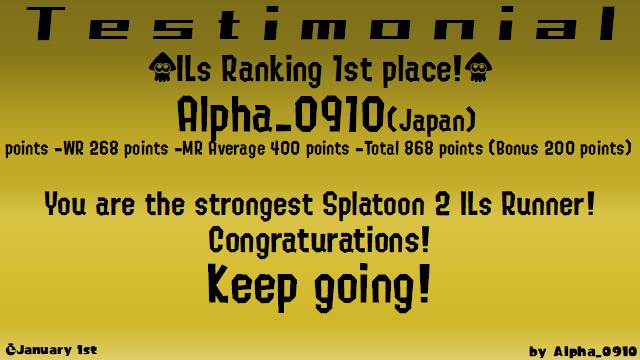 Testimonial
ILs Ranking 1st place!
Alpha_0910(Japan)
points -WR 268 points -MR Average 400 points -Total 868 points (Bonus 200 points)
You are the strongest Splatoon 2 ILs Runner!
Congraturations!
Keep going!
January 1st
by Alpha_0910